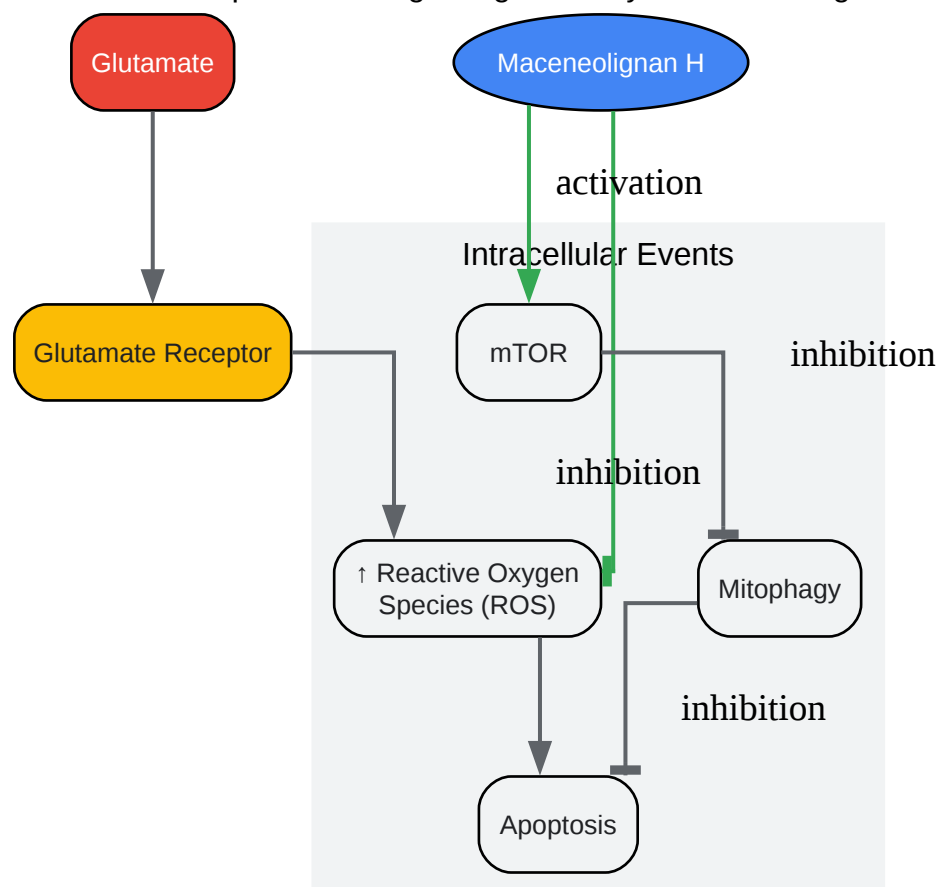 Glutamate
Maceneolignan H
activation
Intracellular Events
Glutamate Receptor
mTOR
inhibition
inhibition
↑ Reactive Oxygen
Species (ROS)
Mitophagy
inhibition
Apoptosis